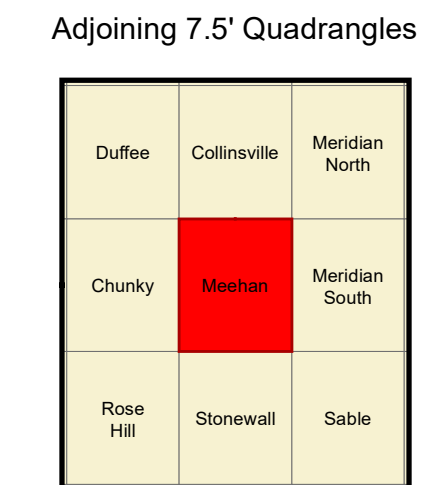 Adjoining 7.5' Quadrangles
Duffee
Collinsville
Meridian
North
Chunky
Meehan
Meridian
South
Rose
Hill
Stonewall
Sable